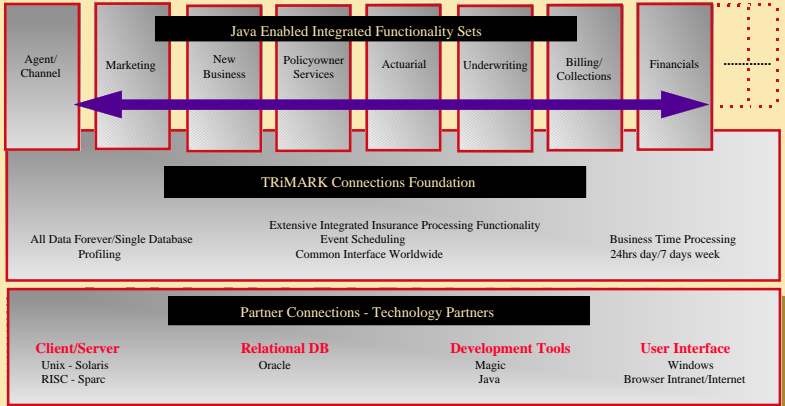 Java Enabled Integrated Functionality Sets
Agent/
Channel
Marketing
New
Business
Policyowner
Services
Actuarial
Underwriting
Billing/
Collections
Financials
TRiMARK Connections Foundation
All Data Forever/Single Database
Profiling
Extensive Integrated Insurance Processing Functionality
Event Scheduling
Common Interface Worldwide
Business Time Processing
24hrs day/7 days week
Partner Connections - Technology Partners
Client/Server
Unix - Solaris
RISC - Sparc
Relational DB
Oracle
Development Tools
Magic
Java
User Interface
Windows
Browser Intranet/Internet